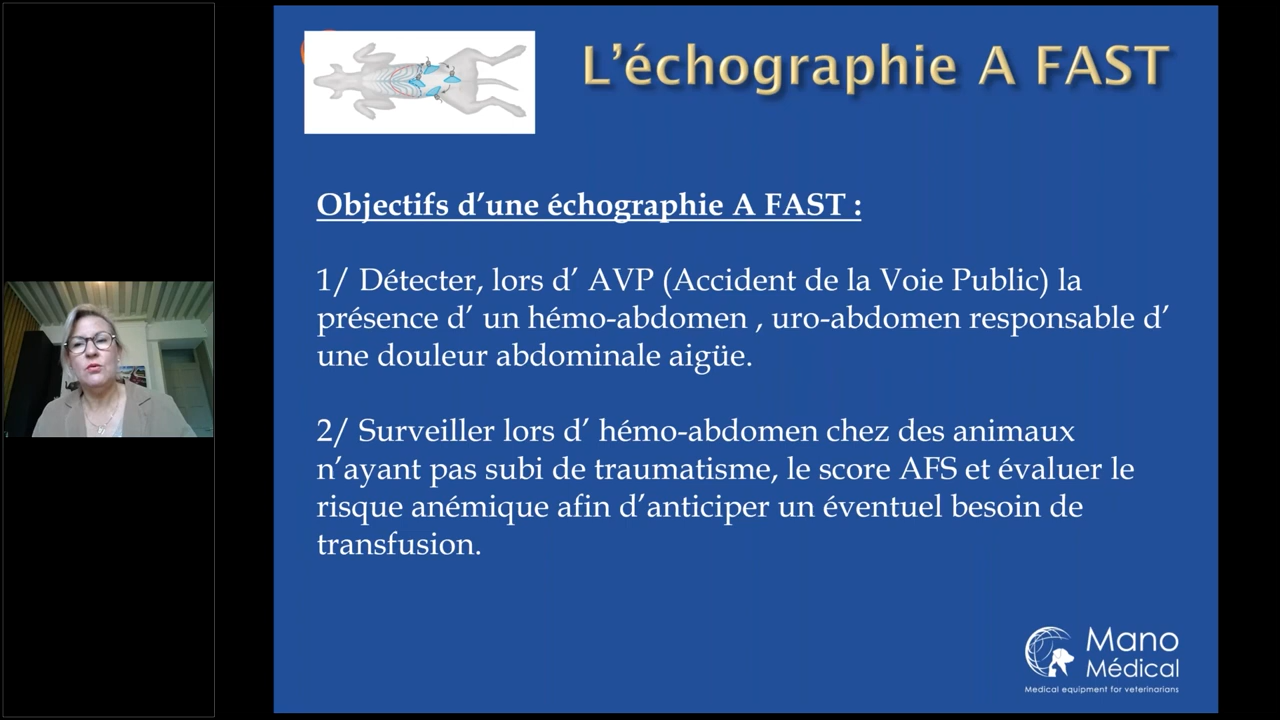 L'échographie A FAST
Objectifs d'une échographie A FAST :
1/ Détecter, lors d' AVP (Accident de la Voie Public) la
présence d' un hémo-abdomen , uro-abdomen responsable d'
une douleur abdominale aigüe.
2/ Surveiller lors d' hémo-abdomen chez des animaux
n'ayant pas subi de traumatisme, le score AFS et évaluer le
risque anémique afin d'anticiper un éventuel besoin de
transfusion.
Mano
Médical
Medical equipment for veterinarians